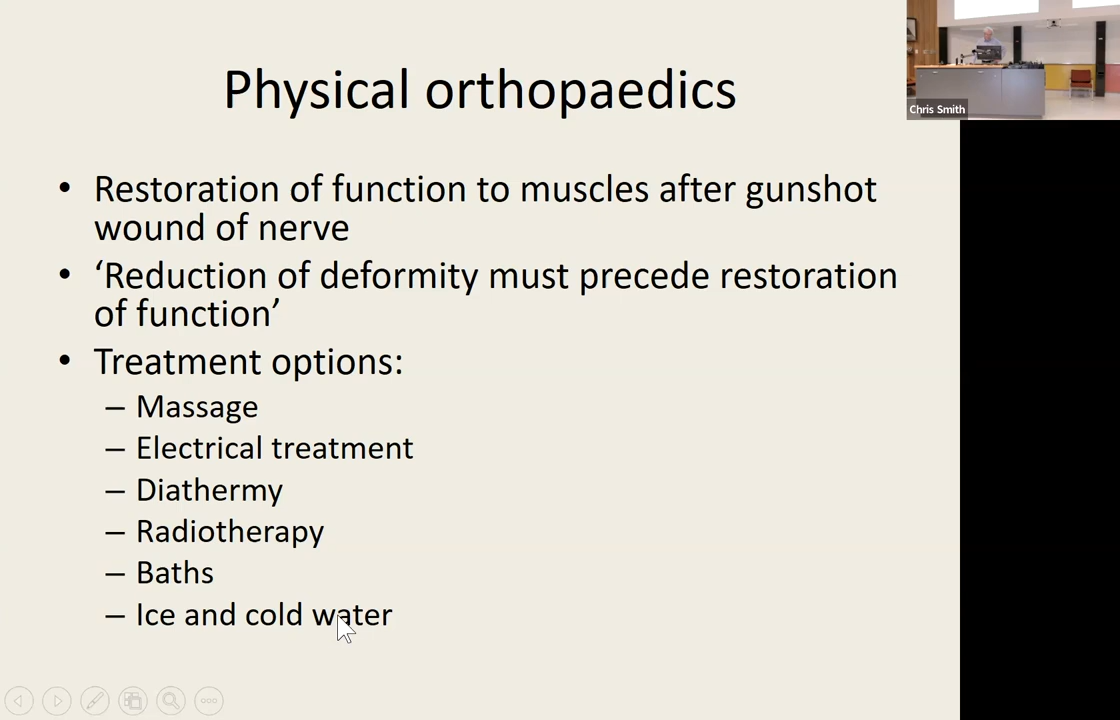 Physical orthopaedics
• Restoration of function to muscles after gunshot
wound of nerve
• ‘Reduction of deformity must precede restoration
of function’
• Treatment options:
– Massage
– Electrical treatment
– Diathermy
– Radiotherapy
– Baths
– Ice and cold water
Chris Smith